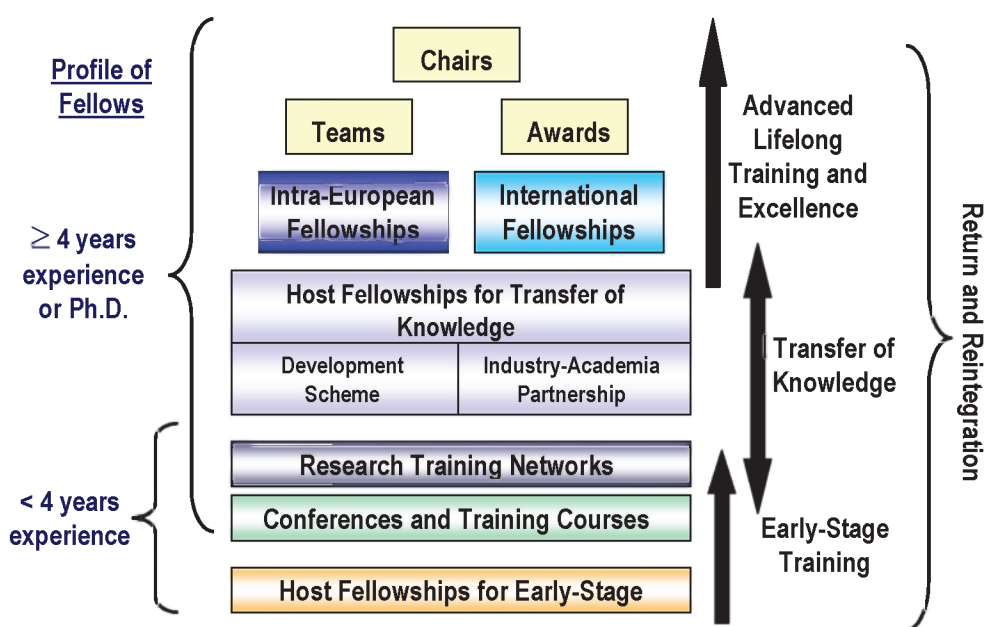 Profile of
Fellows
Chairs
Teams
Awards
Intra-European
Fellowships
International
Fellowships
≥ 4 years
experience
or Ph.D.
Host Fellowships for Transfer of
Knowledge
Development
Scheme
Industry-Academia
Partnership
Research Training Networks
Conferences and Training Courses
Host Fellowships for Early-Stage
< 4 years
experience
Advanced
Lifelong
Training and
Excellence
Transfer of
Knowledge
Early-Stage
Training
Return and Reintegration